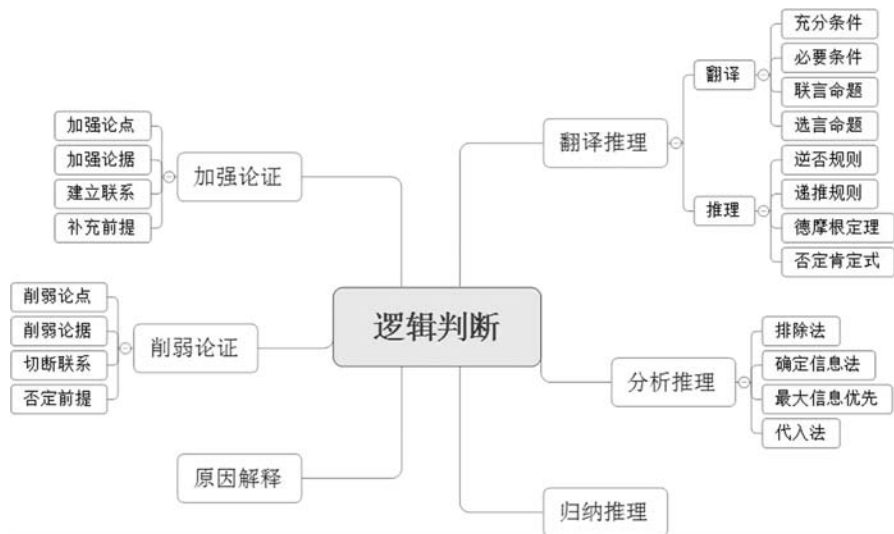 逻辑判断
翻译推理
翻译
充分条件
必要条件
联言命题
选言命题
推理
逆否规则
递推规则
德摩根定理
否定肯定式
分析推理
排除法
确定信息法
最大信息优先
代入法
归纳推理
加强论证
加强论点
加强论据
建立联系
补充前提
削弱论证
削弱论点
削弱论据
切断联系
否定前提
原因解释